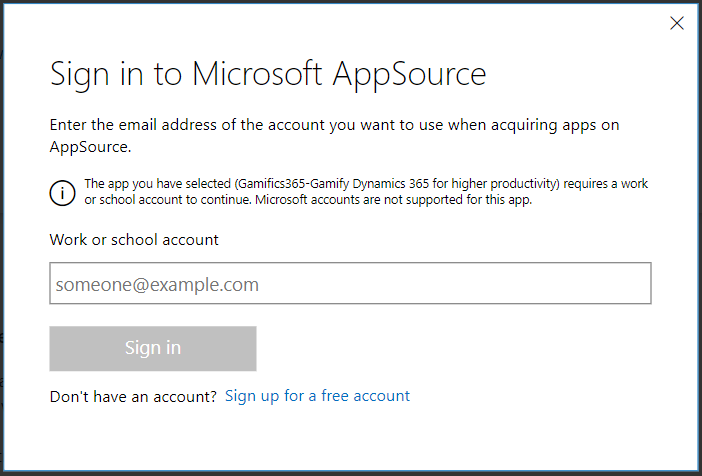 Sign in to Microsoft AppSource
Enter the email address of the account you want to use when acquiring apps on
AppSource.
The app you have selected (Gamifics365-Gamify Dynamics 365 for higher productivity) requires a work
or school account to continue. Microsoft accounts are not supported for this app.
Work or school account
someone@example.com
Sign in
Don't have an account? Sign up for a free account